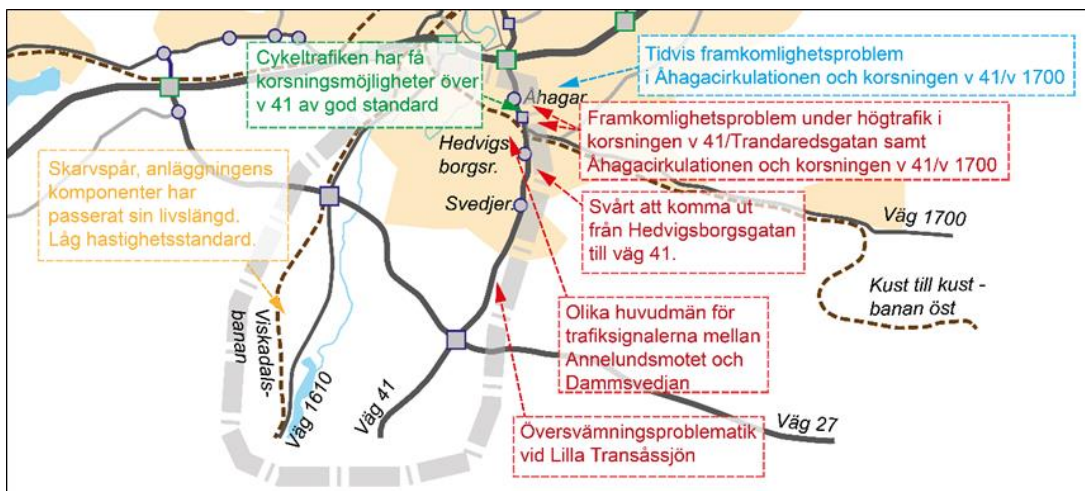 Cykeltrafiken har få
korsningsmöjligheter över
v 41 av god standard
Tidvis framkomlighetsproblem
i Åhagacirkulationen och korsningen v 41/v 1700
Åhagar.
Framkomlighetsproblem under högtrafik i
korsningen v 41/Trandaredsgatan samt
Åhagacirkulationen och korsningen v 41/v 1700
Hedvigs
borgsr.
Skarvspår, anläggningens
komponenter har
passerat sin livslängd.
Låg hastighetsstandard.
Svedjer.
Svårt att komma ut
från Hedvigsborgsgatan
till väg 41.
Väg 1700
Kust till kust -
banan öst
Olika huvudmän för
trafiksignalerna mellan
Annelundsmotet och
Dammsvedjan
Viskadals-
banan
Väg 1610
Väg 41
Väg 27
Översvämningsproblematik
vid Lilla Transåssjön